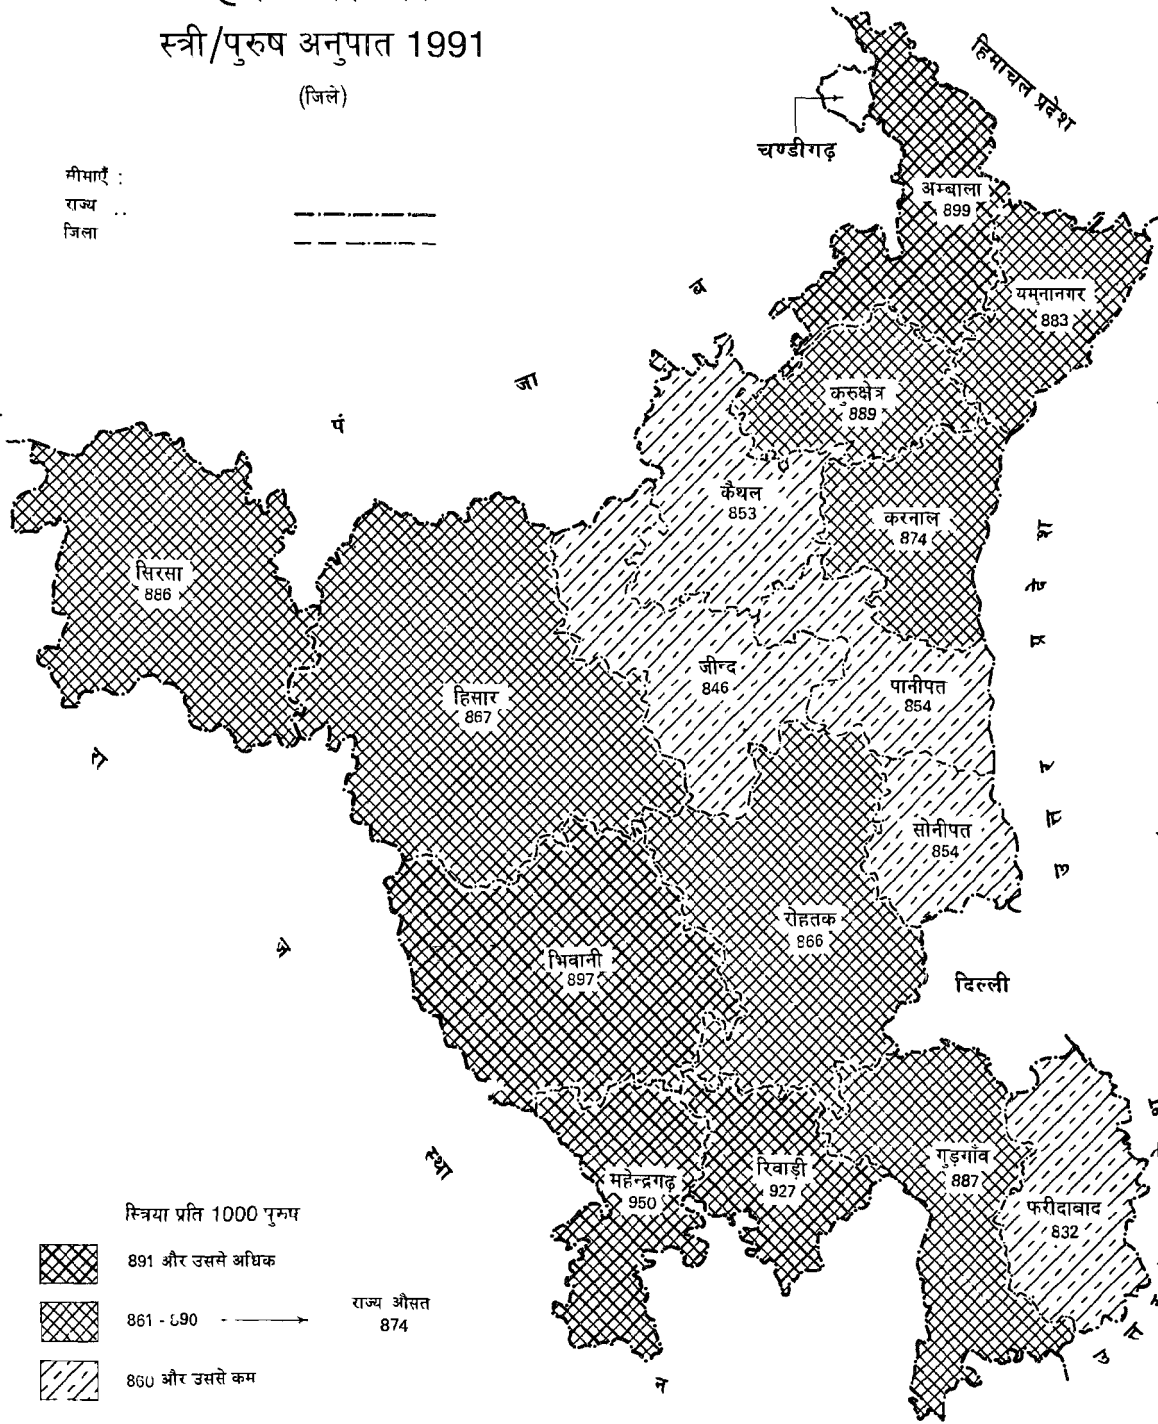 स्त्री/पुरुष अनुपात 1991
(जिले)
सीमाएँ :
राज्य ..
जिला
हिमाचल प्रदेश
चण्डीगढ़
अम्बाला
899
यमुनानगर
883
पं जा ब
कुरुक्षेत्र
889
कैथल
853
करनाल
874
सिरसा
886
हिसार
867
जीन्द
846
पानीपत
854
सोनीपत
854
रोहतक
866
भिवानी
897
दिल्ली
महेन्द्रगढ़
950
रिवाड़ी
927
गुड़गाँव
887
फरीदाबाद
832
उ त्त र प्र दे श
रा ज स्था न
स्त्रिया प्रति 1000 पुरुष
891 और उससे अधिक
861 - 890
राज्य औसत
874
860 और उससे कम